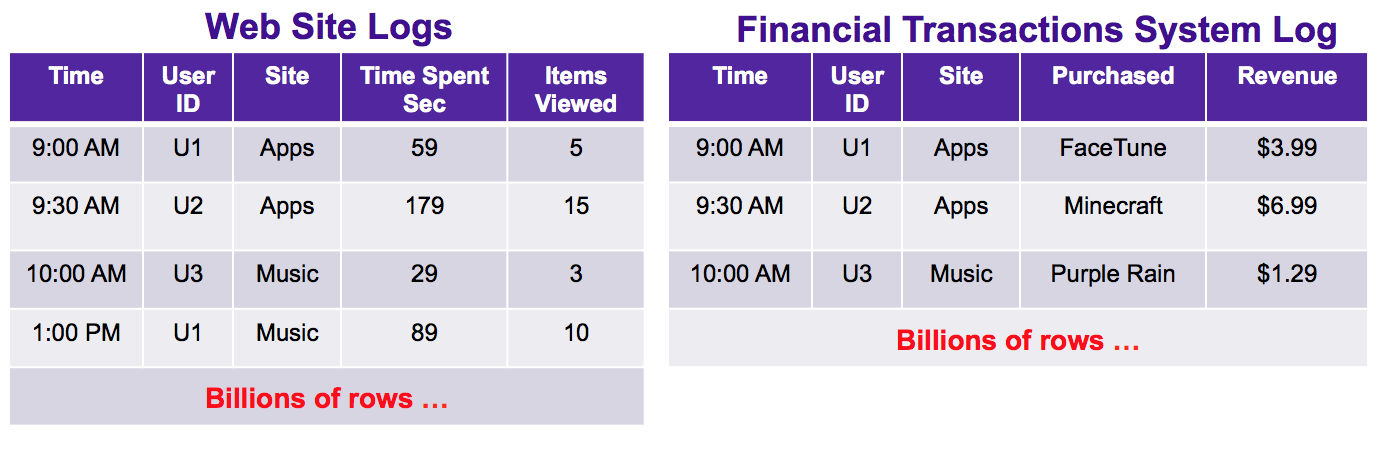 Web Site Logs
Time User ID Site Time Spent Sec Items Viewed
9:00 AM U1 Apps 59 5
9:30 AM U2 Apps 179 15
10:00 AM U3 Music 29 3
1:00 PM U1 Music 89 10
Billions of rows …
Financial Transactions System Log
Time User ID Site Purchased Revenue
9:00 AM U1 Apps FaceTune $3.99
9:30 AM U2 Apps Minecraft $6.99
10:00 AM U3 Music Purple Rain $1.29
Billions of rows …